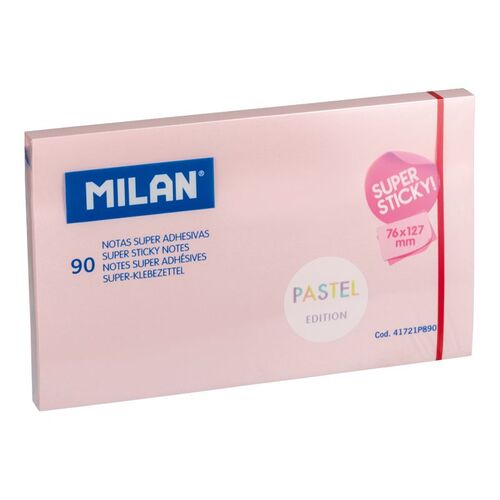 MILAN®
90
NOTAS SUPER ADHESIVAS
SUPER STICKY NOTES
NOTES SUPER ADHÉSIVES
SUPER-KLEBEZETTEL
SUPER
STICKY!
76x127
mm
PASTEL
EDITION
Cod. 41721P890